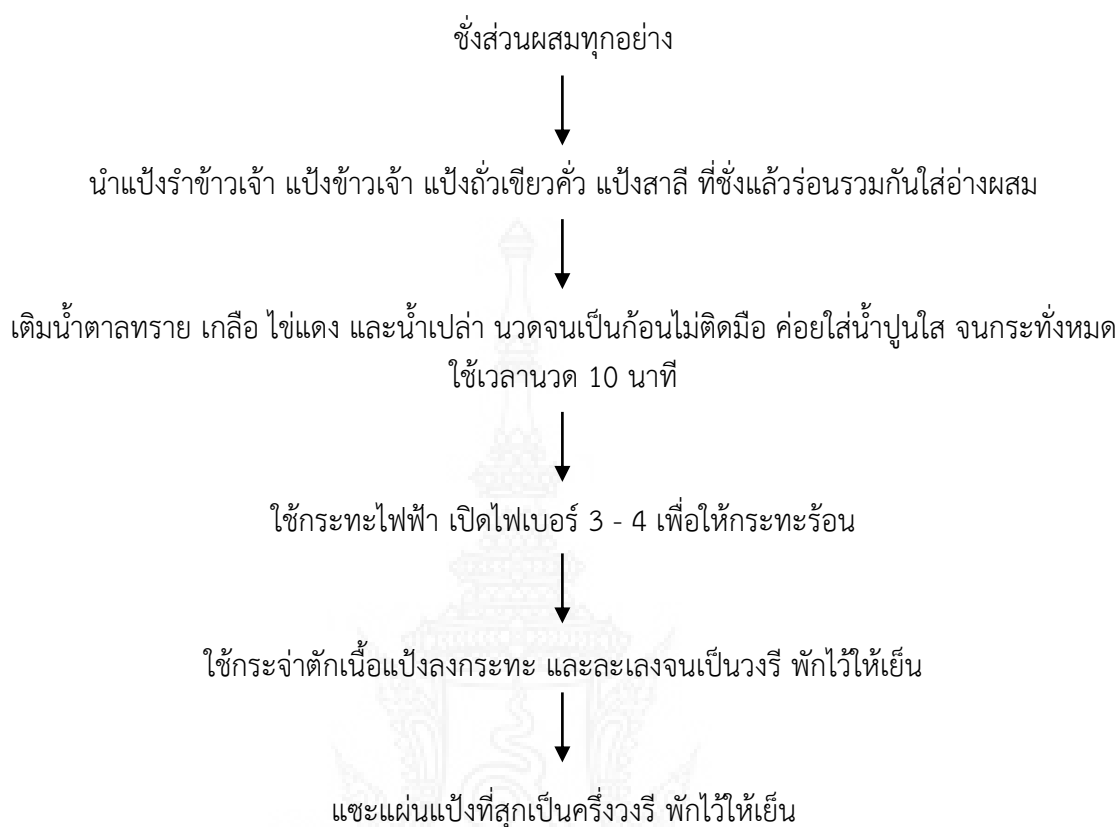 ชั่งส่วนผสมทุกอย่าง
นำแป้งรำข้าวเจ้า แป้งข้าวเจ้า แป้งถั่วเขียวคั่ว แป้งสาลี ที่ชั่งแล้วร่อนรวมกันใส่อ่างผสม
เติมน้ำตาลทราย เกลือ ไข่แดง และน้ำเปล่า นวดจนเป็นก้อนไม่ติดมือ ค่อยใส่น้ำปูนใส จนกระทั่งหมด
ใช้เวลานวด 10 นาที
ใช้กระทะไฟฟ้า เปิดไฟเบอร์ 3 - 4 เพื่อให้กระทะร้อน
ใช้กระจ่าตักเนื้อแป้งลงกระทะ และละเลงจนเป็นวงรี พักไว้ให้เย็น
แซะแผ่นแป้งที่สุกเป็นครึ่งวงรี พักไว้ให้เย็น